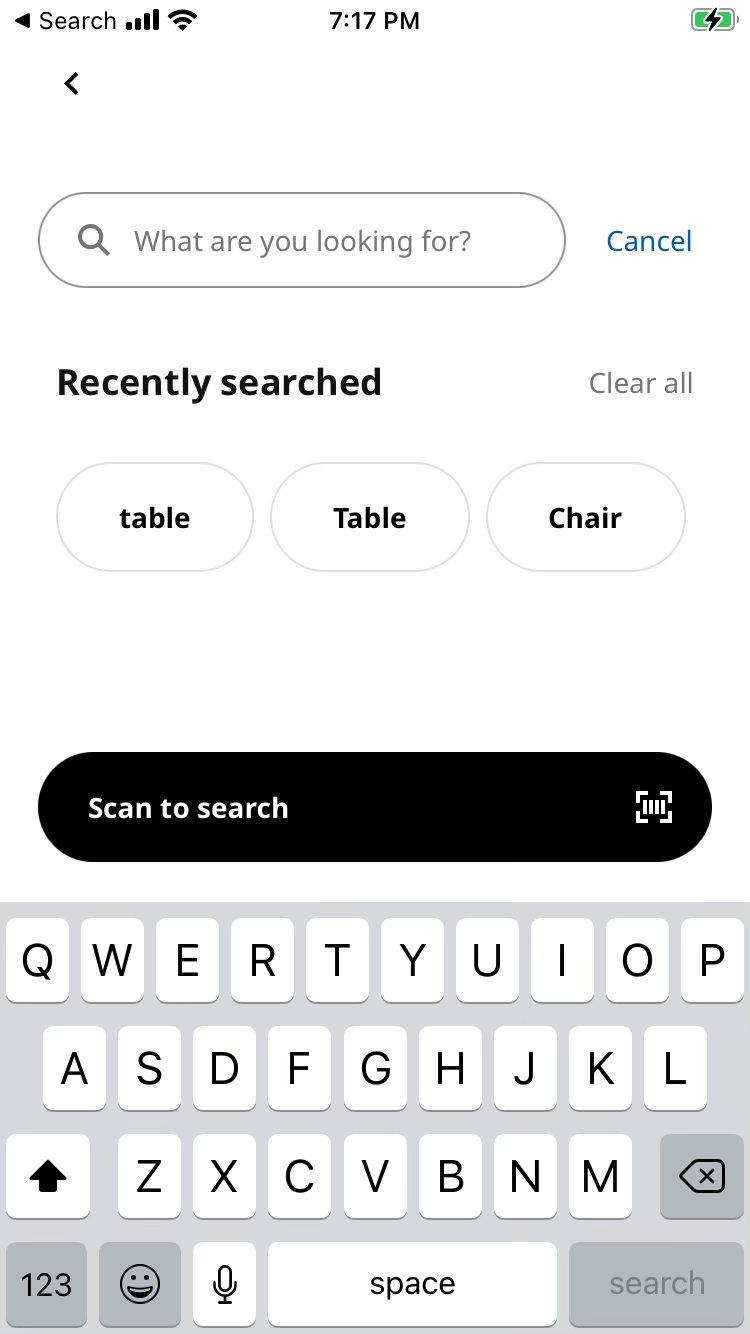 Search 7:17 PM
What are you looking for? Cancel
Recently searched Clear all
table Table Chair
Scan to search
Q W E R T Y U I O P
A S D F G H J K L
Z X C V B N M
123 space search